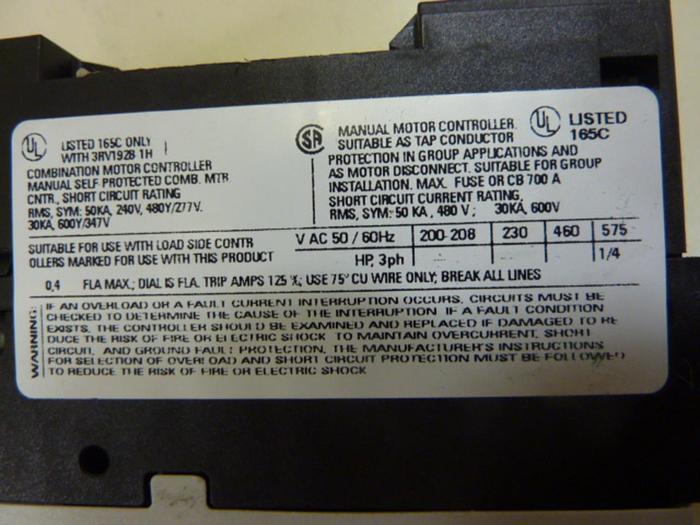 UL LISTED 165C ONLY
WITH 3RV1928 1H
COMBINATION MOTOR CONTROLLER
MANUAL SELF PROTECTED COMB. MTR
CNTR., SHORT CIRCUIT RATING
RMS, SYM: 50KA, 240V, 480Y/277V.
30KA, 600Y/347V
SUITABLE FOR USE WITH LOAD SIDE CONTR
OLLERS MARKED FOR USE WITH THIS PRODUCT
SA MANUAL MOTOR CONTROLLER.
SUITABLE AS TAP CONDUCTOR
UL LISTED
165C
PROTECTION IN GROUP APPLICATIONS AND
AS MOTOR DISCONNECT. SUITABLE FOR GROUP
INSTALLATION. MAX. FUSE OR CB 700 A
SHORT CIRCUIT CURRENT RATING,
RMS, SYM: 50 KA, 480 V; 30KA, 600V
V AC 50 / 60Hz 200-208 230 460 575
HP, 3ph 1/4
0,4 FLA MAX.; DIAL IS FLA. TRIP AMPS 125 %; USE 75° CU WIRE ONLY; BREAK ALL LINES
WARNING:
IF AN OVERLOAD OR A FAULT CURRENT INTERRUPTION OCCURS, CIRCUITS MUST BE
CHECKED TO DETERMINE THE CAUSE OF THE INTERRUPTION IF A FAULT CONDITION
EXISTS, THE CONTROLLER SHOULD BE EXAMINED AND REPLACED IF DAMAGED TO RE
DUCE THE RISK OF FIRE OR ELECTRIC SHOCK TO MAINTAIN OVERCURRENT, SHORT
CIRCUIT, AND GROUND FAULT PROTECTION, THE MANUFACTURER'S INSTRUCTIONS
FOR SELECTION OF OVERLOAD AND SHORT CIRCUIT PROTECTION MUST BE FOLLOWED
TO REDUCE THE RISK OF FIRE OR ELECTRIC SHOCK